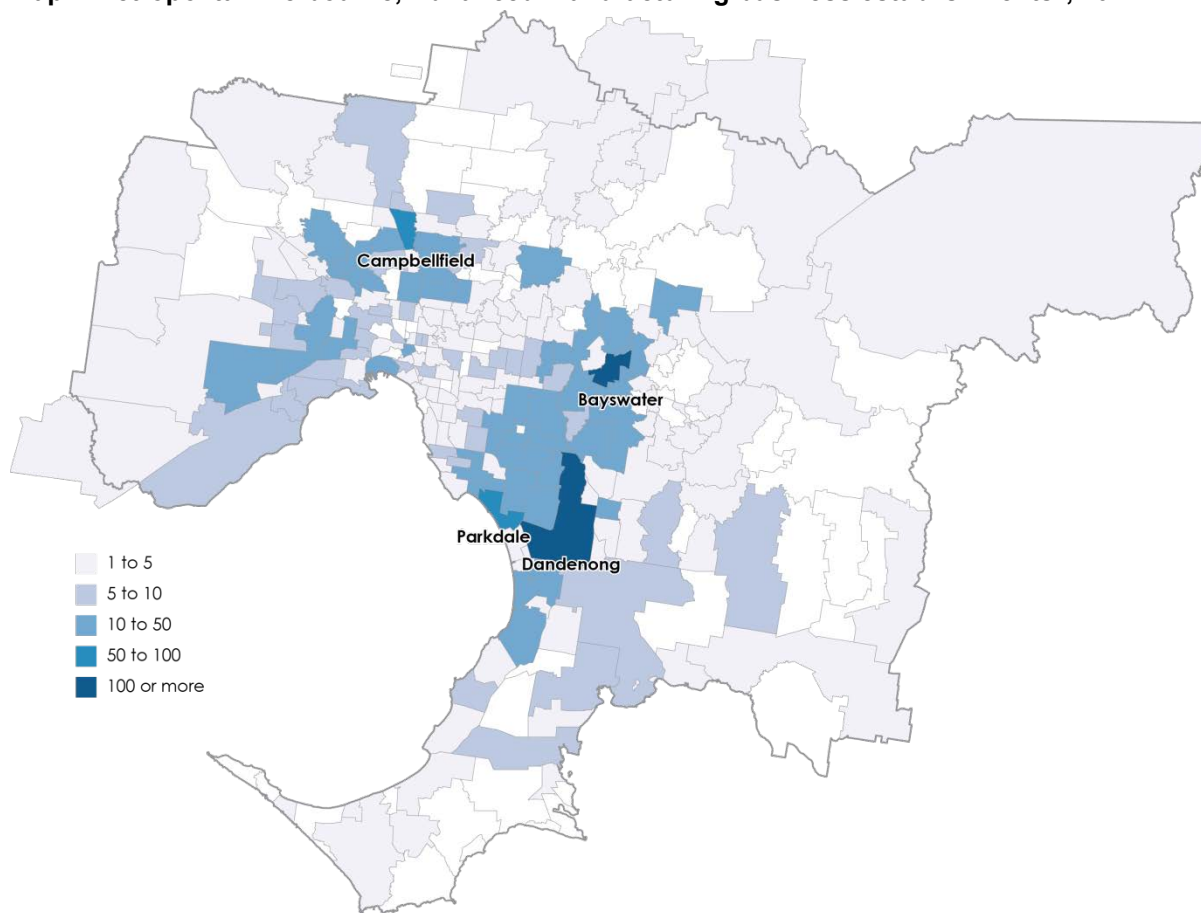 Campbellfield
Bayswater
Parkdale
Dandenong
1 to 5
5 to 10
10 to 50
50 to 100
100 or more